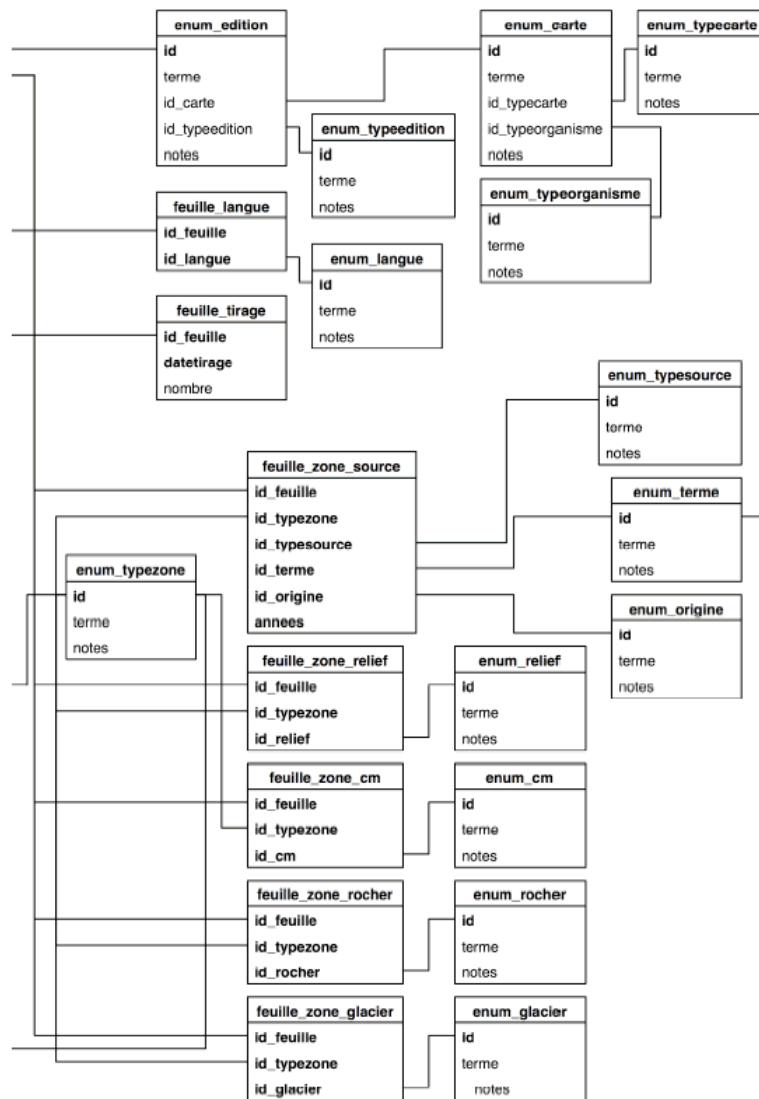 enum_edition
id
terme
id_carte
id_typeedition
notes
enum_carte
id
terme
id_typecarte
id_typeorganisme
notes
enum_typecarte
id
terme
notes
enum_typeedition
id
terme
notes
enum_typeorganisme
id
terme
notes
feuille_langue
id_feuille
id_langue
enum_langue
id
terme
notes
feuille_tirage
id_feuille
datetirage
nombre
enum_typesource
id
terme
notes
feuille_zone_source
id_feuille
id_typezone
id_typesource
id_terme
id_origine
annees
enum_terme
id
terme
notes
enum_typezone
id
terme
notes
enum_origine
id
terme
notes
feuille_zone_relief
id_feuille
id_typezone
id_relief
enum_relief
id
terme
notes
feuille_zone_cm
id_feuille
id_typezone
id_cm
enum_cm
id
terme
notes
feuille_zone_rocher
id_feuille
id_typezone
id_rocher
enum_rocher
id
terme
notes
feuille_zone_glacier
id_feuille
id_typezone
id_glacier
enum_glacier
id
terme
notes